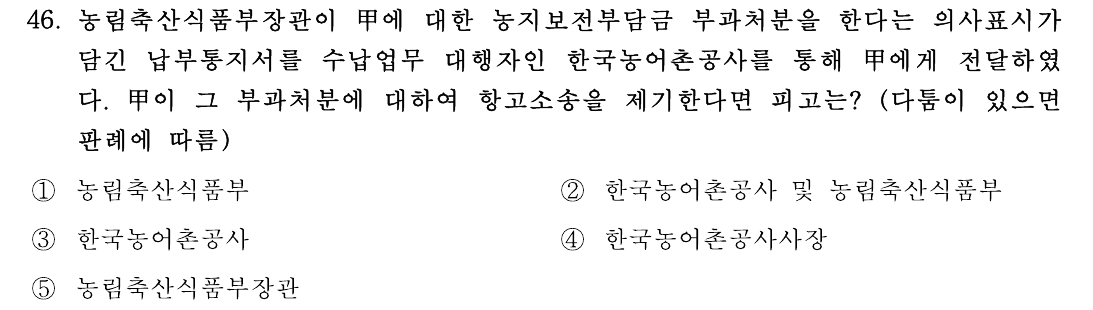 46. 농림축산식품부장관이 甲에 대한 농지보전부담금 부과처분을 한다는 의사표시가
담긴 납부통지서를 수납업무 대행자인 한국농어촌공사를 통해 甲에게 전달하였
다. 甲이 그 부과처분에 대하여 항고소송을 제기한다면 피고는? (다툼이 있으면
판례에 따름)
① 농림축산식품부 ② 한국농어촌공사 및 농림축산식품부
③ 한국농어촌공사 ④ 한국농어촌공사사장
⑤ 농림축산식품부장관